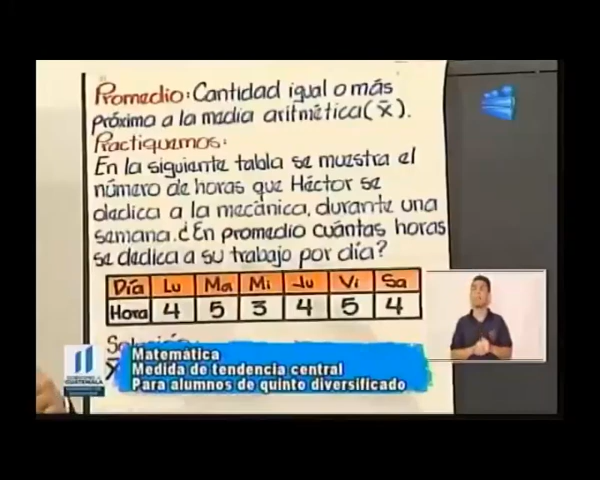 Promedio: Cantidad igual o más
próximo a la media aritmética (x̄).
Practiquemos:
En la siguiente tabla se muestra el
número de horas que Héctor se
dedica a la mecánica, durante una
semana. ¿En promedio cuántas horas
se dedica a su trabajo por día?
Día Lu Ma Mi Ju Vi Sa
Hora 4 5 3 4 5 4
Matemática
Medida de tendencia central
Para alumnos de quinto diversificado
GUATEMALA